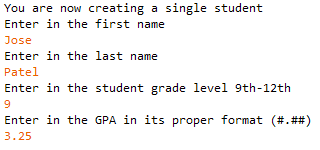 You are now creating a single student
Enter in the first name
Jose
Enter in the last name
Patel
Enter in the student grade level 9th-12th
9
Enter in the GPA in its proper format (#.##)
3.25